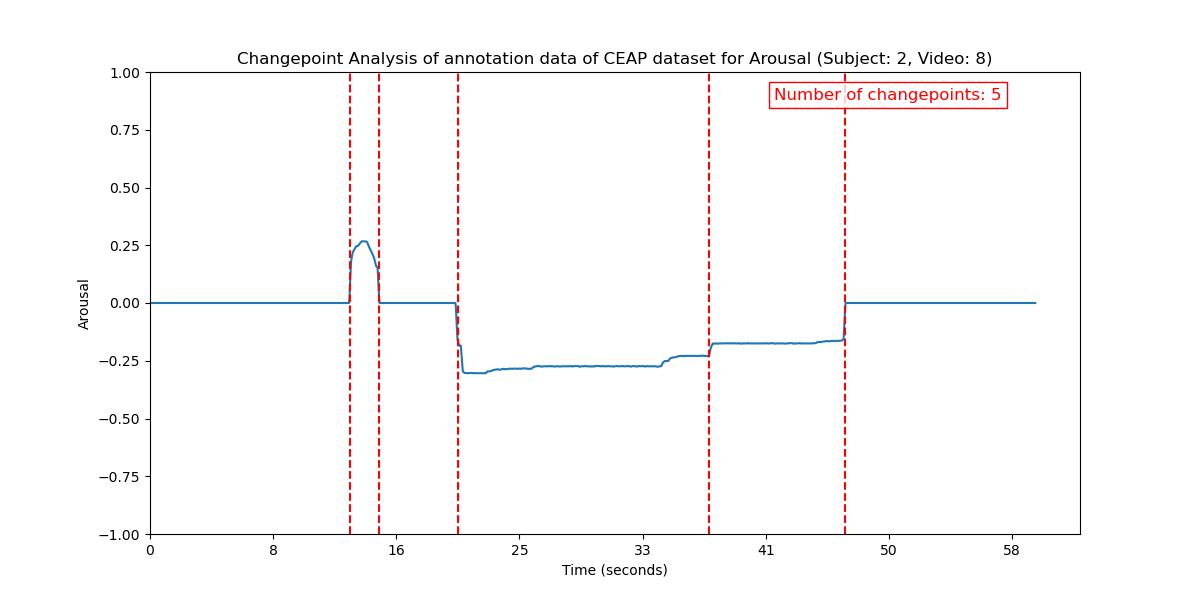 Changepoint Analysis of annotation data of CEAP dataset for Arousal (Subject: 2, Video: 8)
Number of changepoints: 5
1.00
0.75
0.50
0.25
0.00
−0.25
−0.50
−0.75
−1.00
Arousal
0 8 16 25 33 41 50 58
Time (seconds)